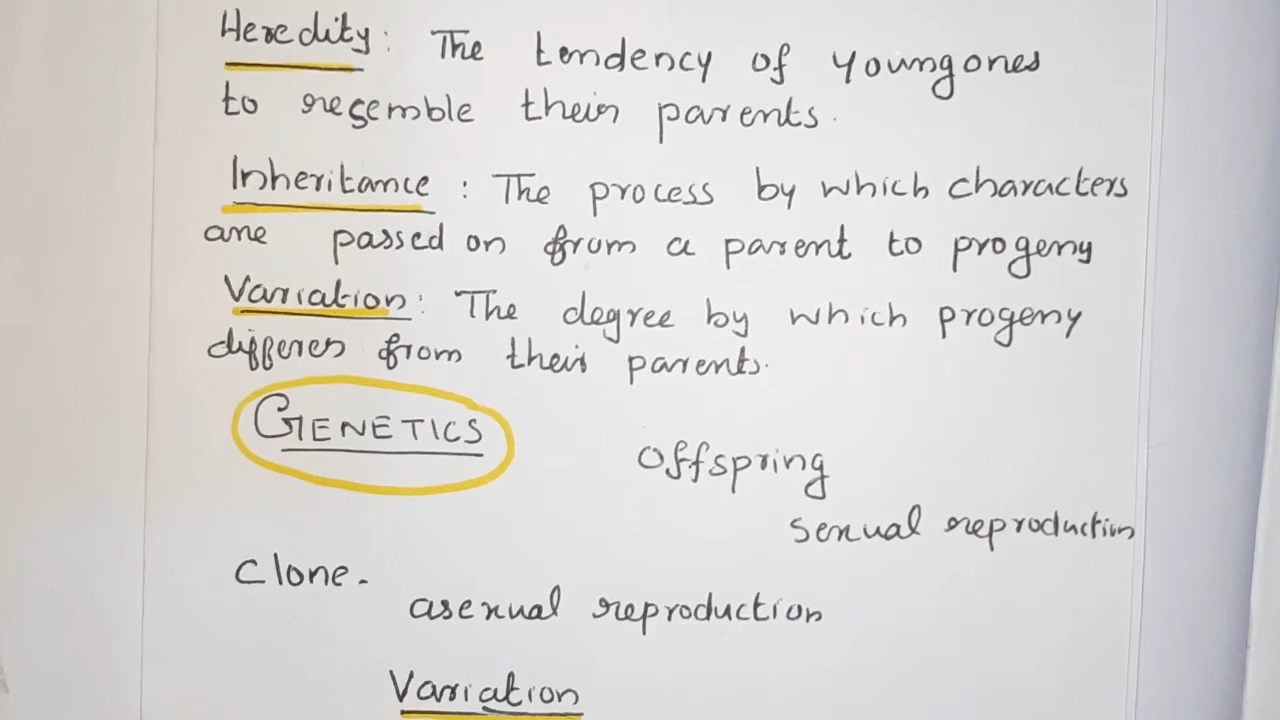 Heredity: The tendency of youngones
to resemble their parents.
Inheritance: The process by which characters
are passed on from a parent to progeny
Variation: The degree by which progeny
differes from their parents.
GENETICS
Offspring
sexual reproduction
Clone.
asexual reproduction
Variation